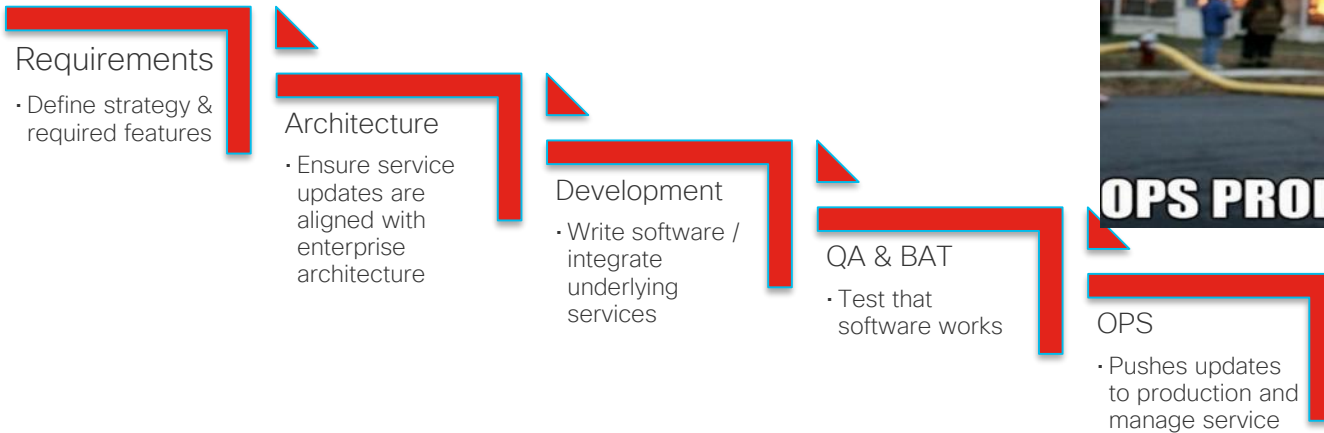 Requirements
· Define strategy &
required features
Architecture
· Ensure service
updates are
aligned with
enterprise
architecture
Development
· Write software /
integrate
underlying
services
QA & BAT
· Test that
software works
OPS
OPS
· Pushes updates
to production and
manage service